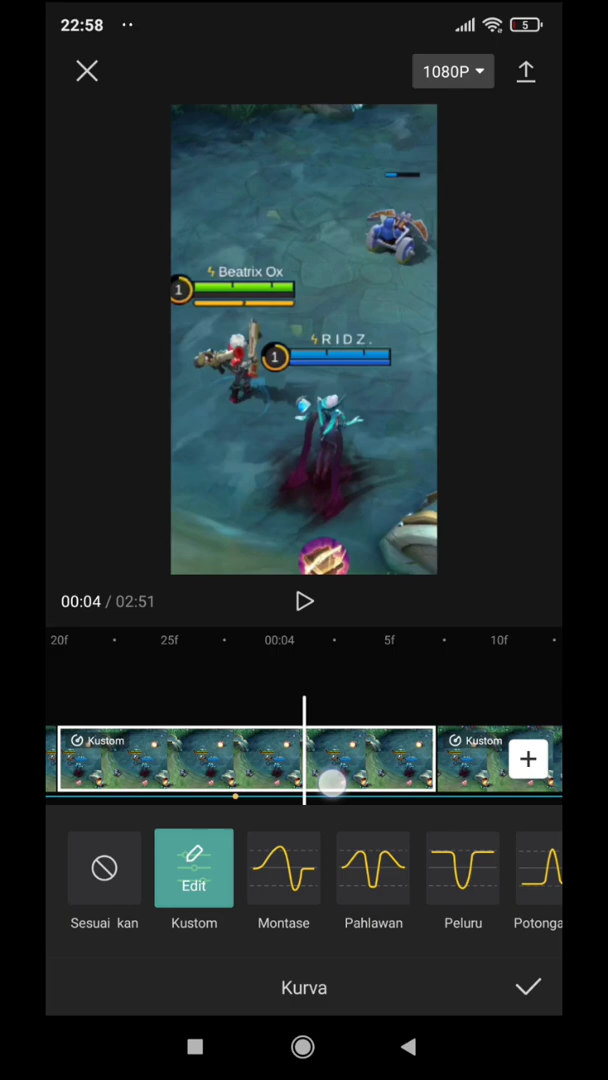 22:58
5
1080P
Beatrix Ox
1
R I D Z .
1
00:04 / 02:51
20f
25f
00:04
5f
10f
Kustom
Kustom
Edit
Sesuai kan
Kustom
Montase
Pahlawan
Peluru
Potonga
Kurva